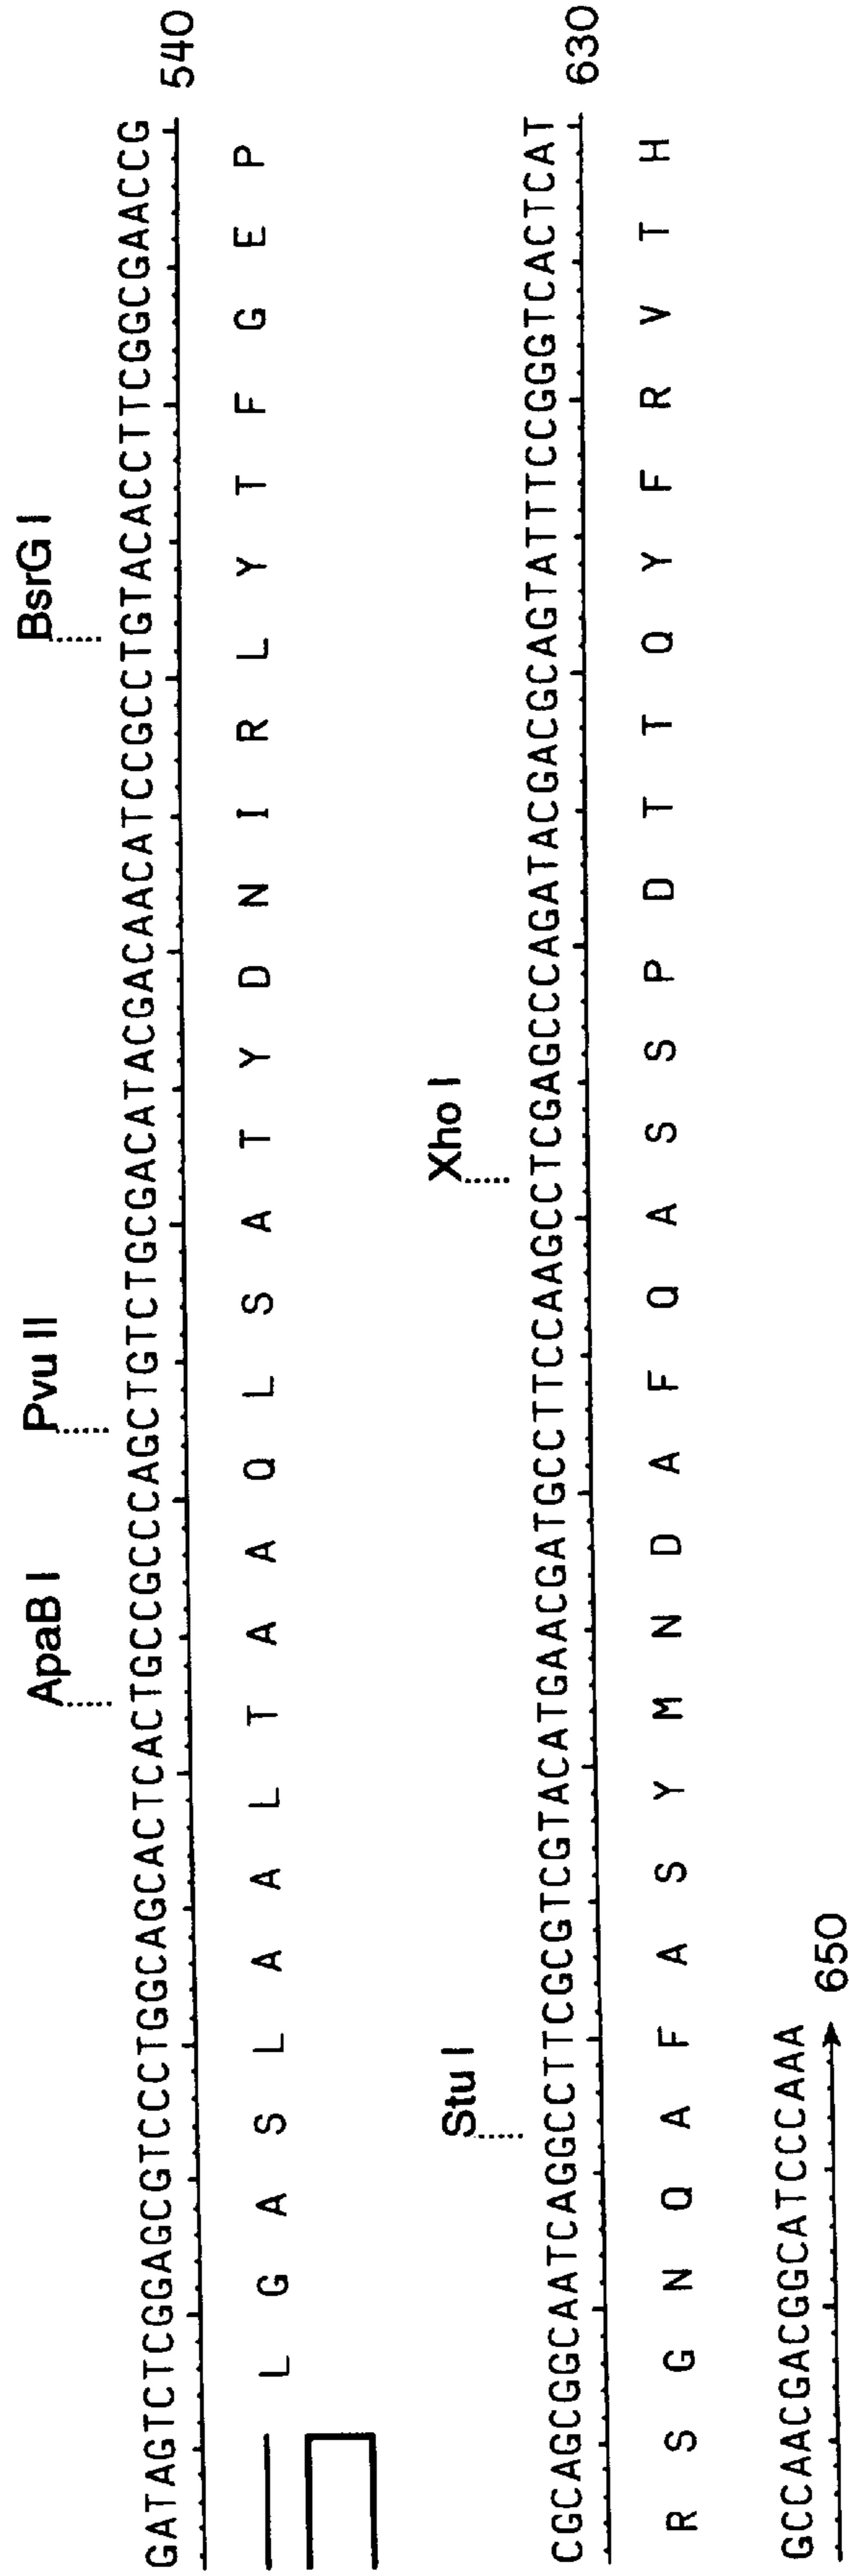 ApaB I Pvu II BsrG I
GATAGTCTCGGAGCGTCCCTGGCAGCACTCACTGCCGCCCAGCTGTCTGCGACATACGACAACATCCGCCTGTACACCTTCGGCGAACCG
540
L G A S L A A L T A A Q L S A T Y D N I R L Y T F G E P
Stu I Xho I
CGCAGCGGCAATCAGGCCTTCGCGTCGTACATGAACGATGCCTTCCAAGCCTCGAGCCCAGATACGACGCAGTATTTCCGGGTCACTCAT
630
R S G N Q A F A S Y M N D A F Q A S S P D T T Q Y F R V T H
GCCAACGACGGCATCCCAAA
650